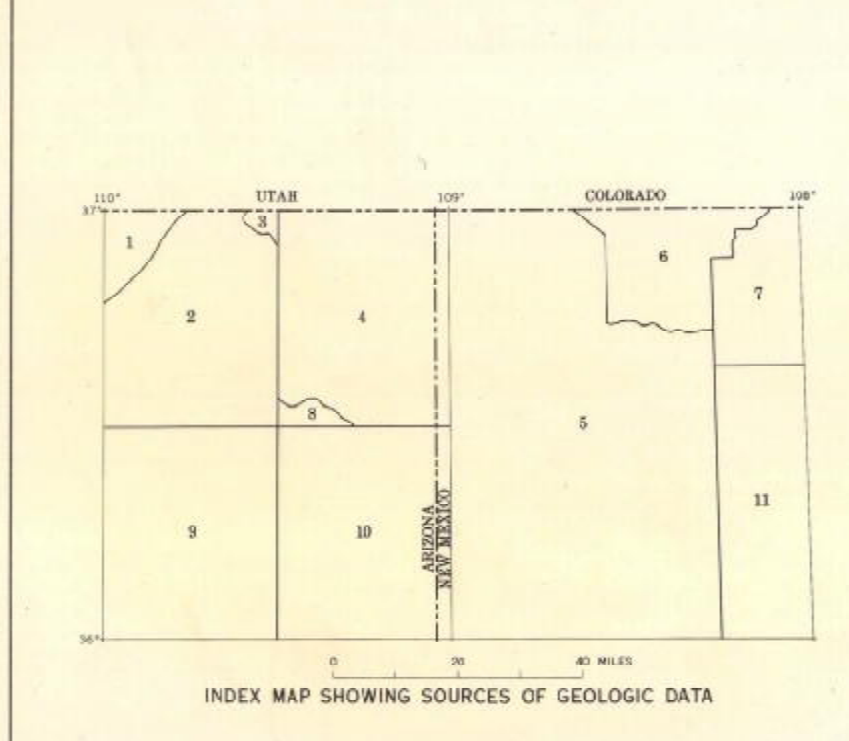 110° UTAH 109° COLORADO 108°
37°
1
3
6
7
2
4
8
5
11
9
10
ARIZONA
NEW MEXICO
36°
0 20 40 MILES
INDEX MAP SHOWING SOURCES OF GEOLOGIC DATA